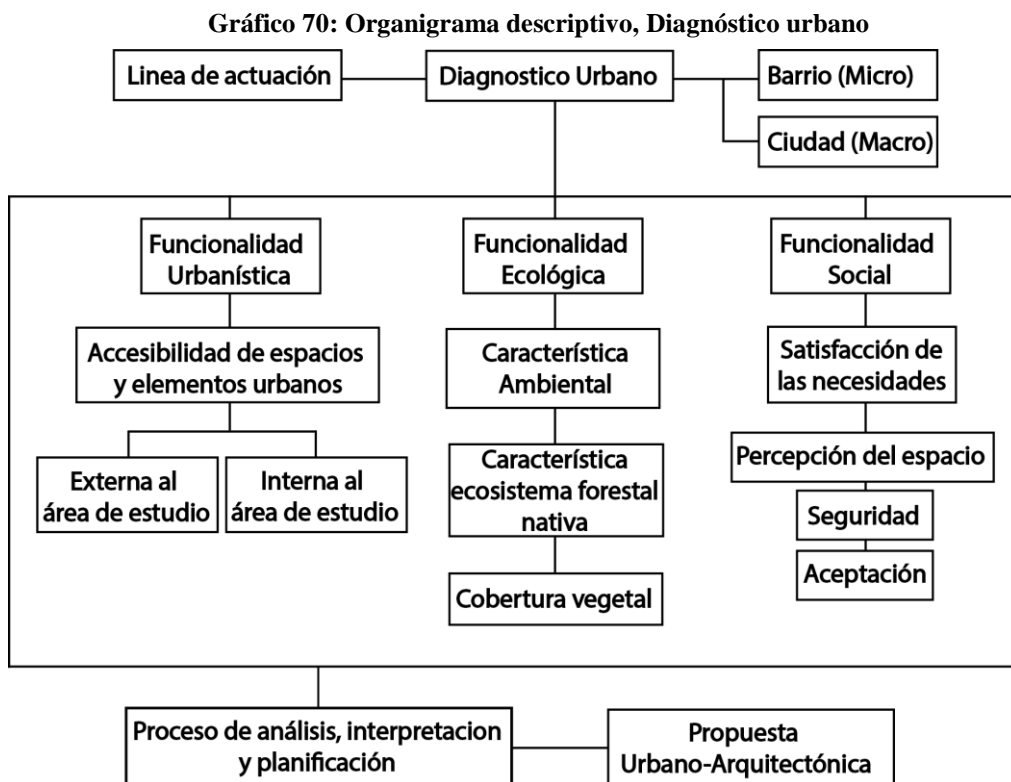 Gráfico 70: Organigrama descriptivo, Diagnóstico urbano
Linea de actuación
Diagnostico Urbano
Barrio (Micro)
Ciudad (Macro)
Funcionalidad
Urbanística
Accesibilidad de espacios
y elementos urbanos
Externa al
área de estudio
Interna al
área de estudio
Funcionalidad
Ecológica
Característica
Ambiental
Característica
ecosistema forestal
nativa
Cobertura vegetal
Funcionalidad
Social
Satisfacción de
las necesidades
Percepción del espacio
Seguridad
Aceptación
Proceso de análisis, interpretacion
y planificación
Propuesta
Urbano-Arquitectónica